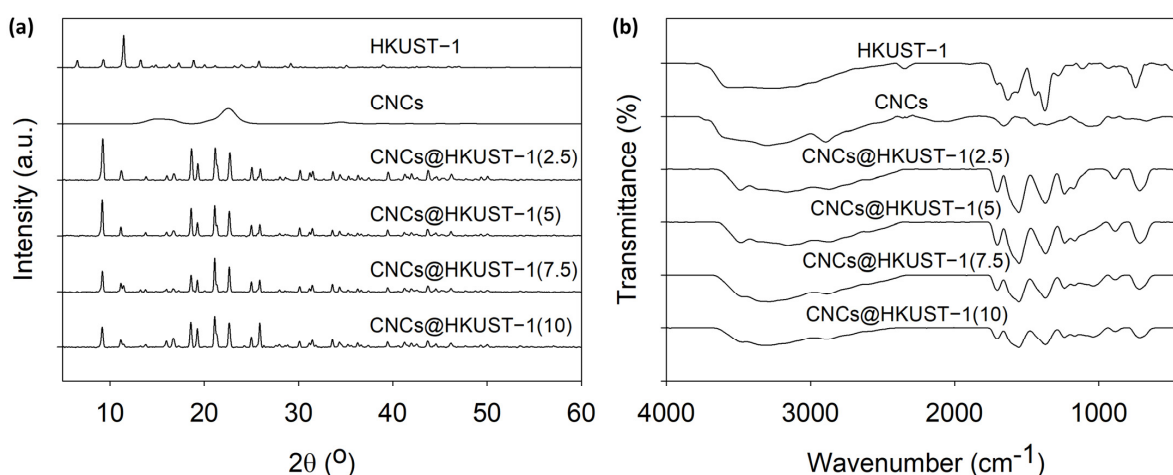 (a)
HKUST−1
CNCs
CNCs@HKUST−1(2.5)
CNCs@HKUST−1(5)
CNCs@HKUST−1(7.5)
CNCs@HKUST−1(10)
Intensity (a.u.)
10 20 30 40 50 60
2θ (º)
(b)
HKUST−1
CNCs
CNCs@HKUST−1(2.5)
CNCs@HKUST−1(5)
CNCs@HKUST−1(7.5)
CNCs@HKUST−1(10)
Transmittance (%)
4000 3000 2000 1000
Wavenumber (cm⁻¹)